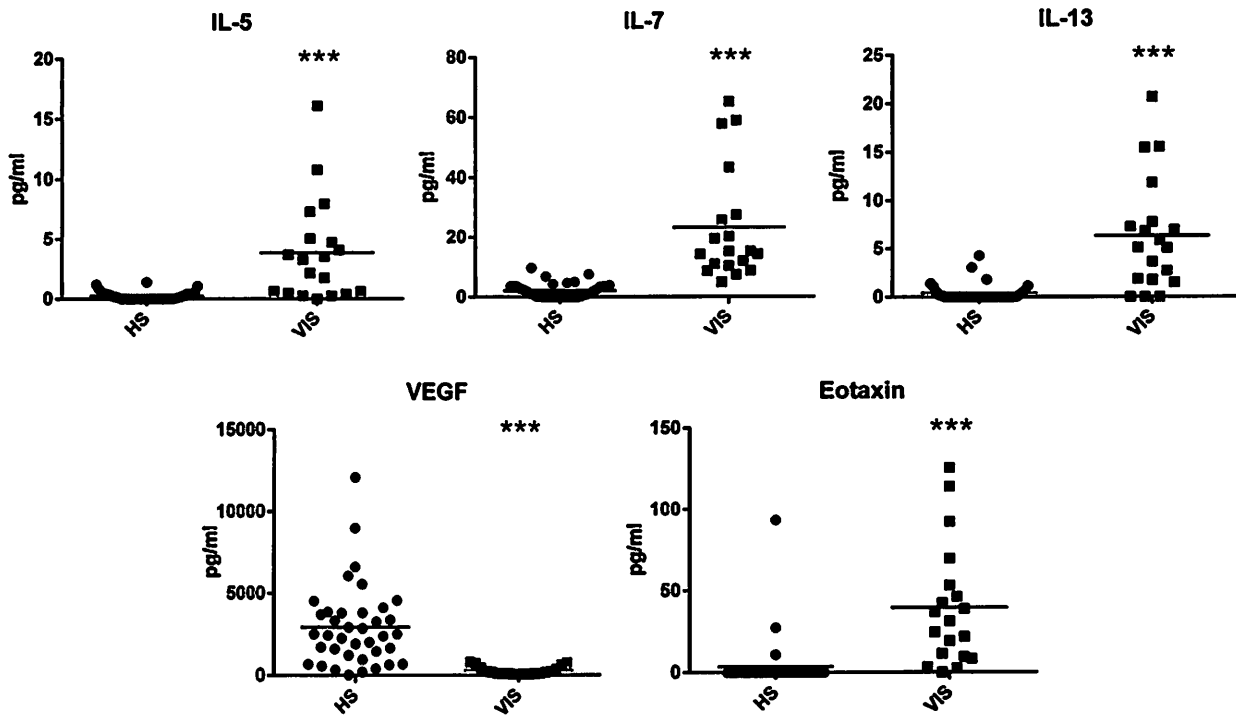 IL-5
IL-7
IL-13
***
***
***
20
15
10
5
0
pg/ml
HS
VIS
80
60
40
20
0
pg/ml
HS
VIS
25
20
15
10
5
0
pg/ml
HS
VIS
VEGF
Eotaxin
***
***
15000
10000
5000
0
pg/ml
HS
VIS
150
100
50
0
pg/ml
HS
VIS